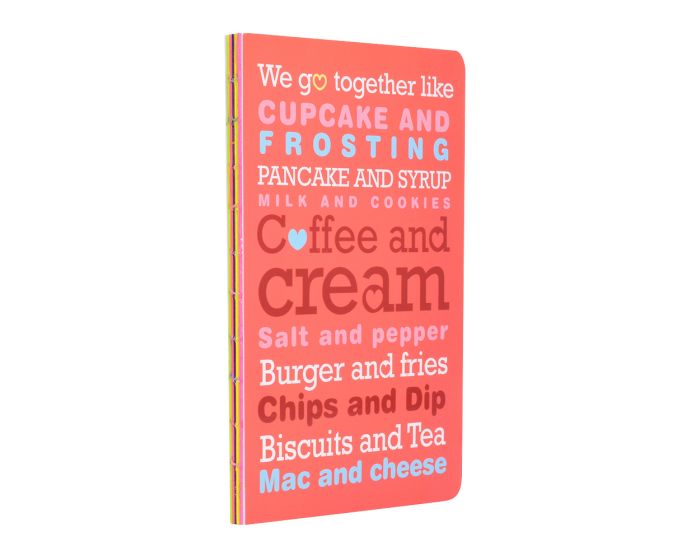 We go together like
CUPCAKE AND
FROSTING
PANCAKE AND SYRUP
MILK AND COOKIES
Coffee and
cream
Salt and pepper
Burger and fries
Chips and Dip
Biscuits and Tea
Mac and cheese